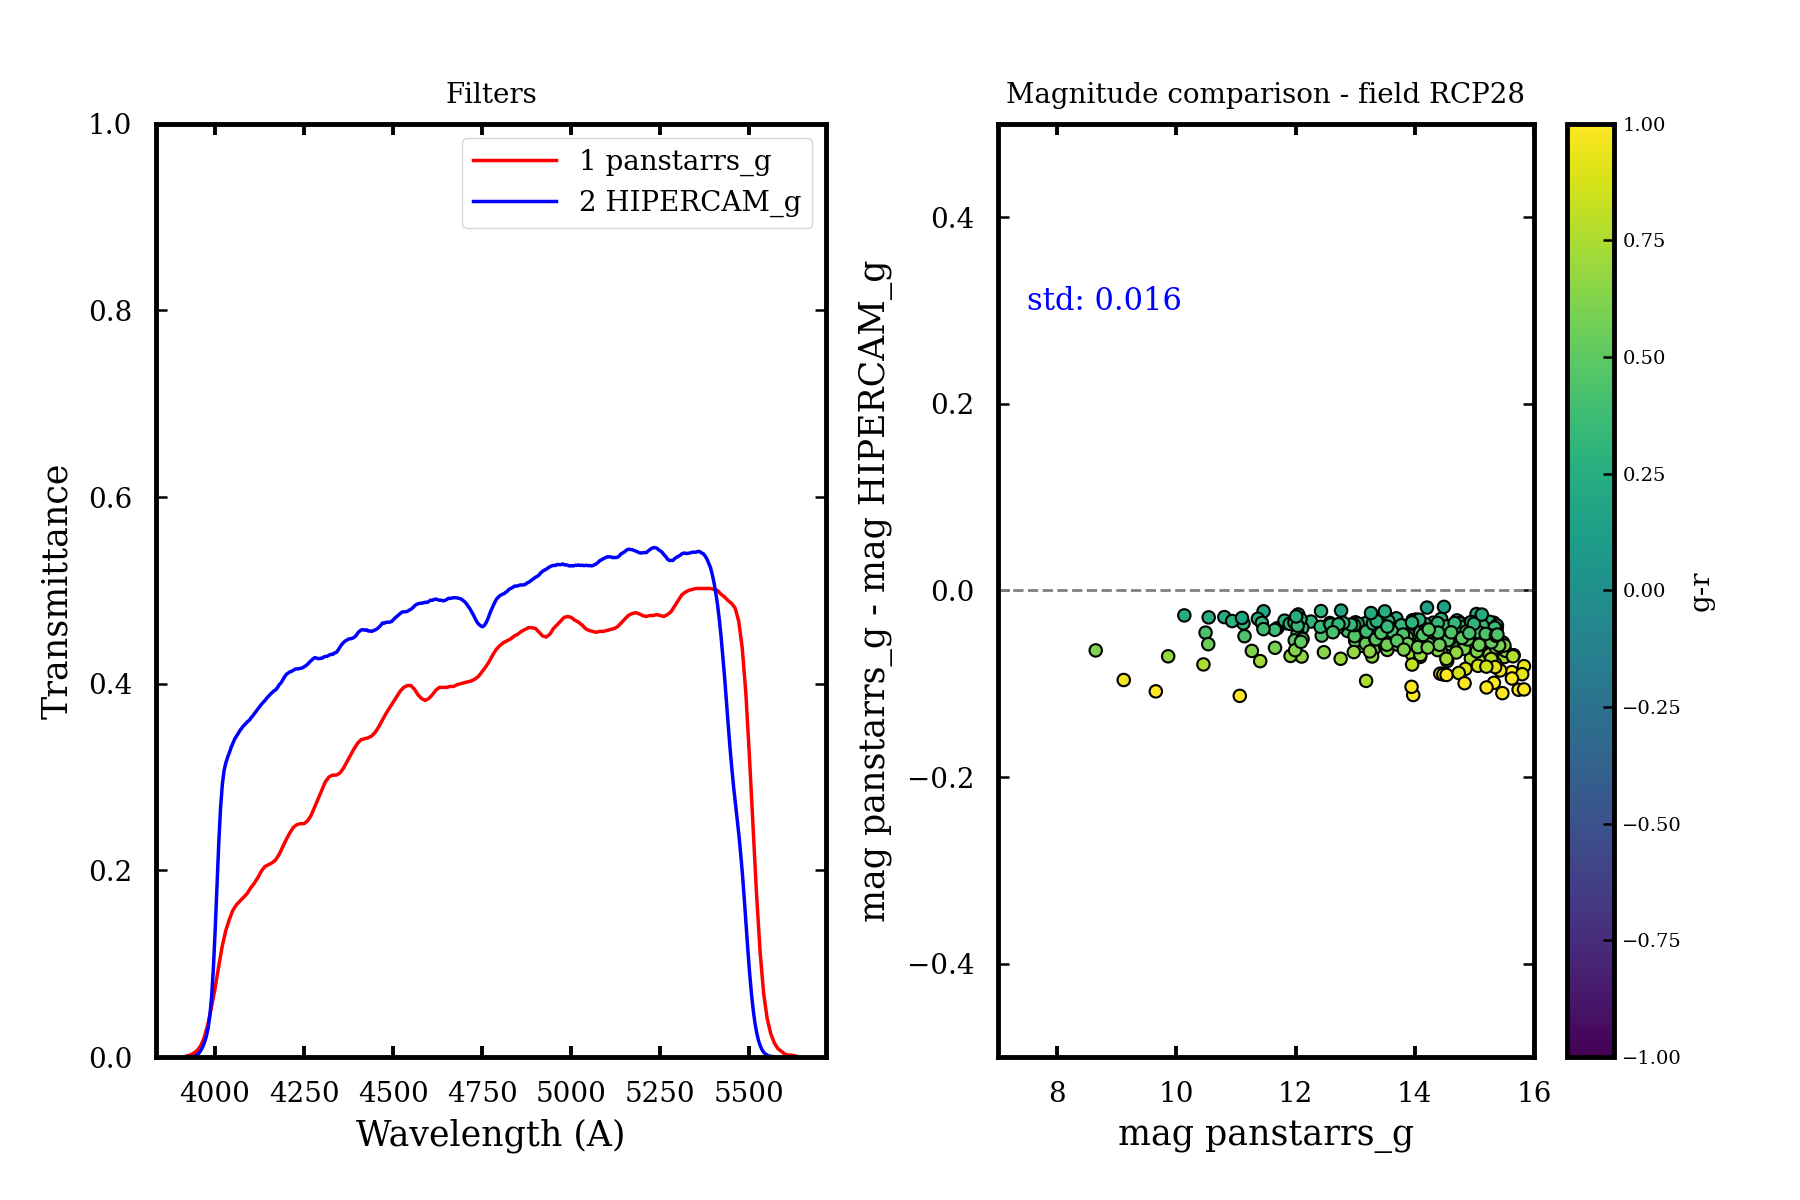 Filters
1.0
0.8
0.6
0.4
0.2
0.0
Transmittance
1 panstarrs_g
2 HIPERCAM_g
4000 4250 4500 4750 5000 5250 5500
Wavelength (A)
Magnitude comparison - field RCP28
0.4
0.2
0.0
−0.2
−0.4
mag panstarrs_g - mag HIPERCAM_g
std: 0.016
8 10 12 14 16
mag panstarrs_g
1.00
0.75
0.50
0.25
0.00
−0.25
−0.50
−0.75
−1.00
g-r